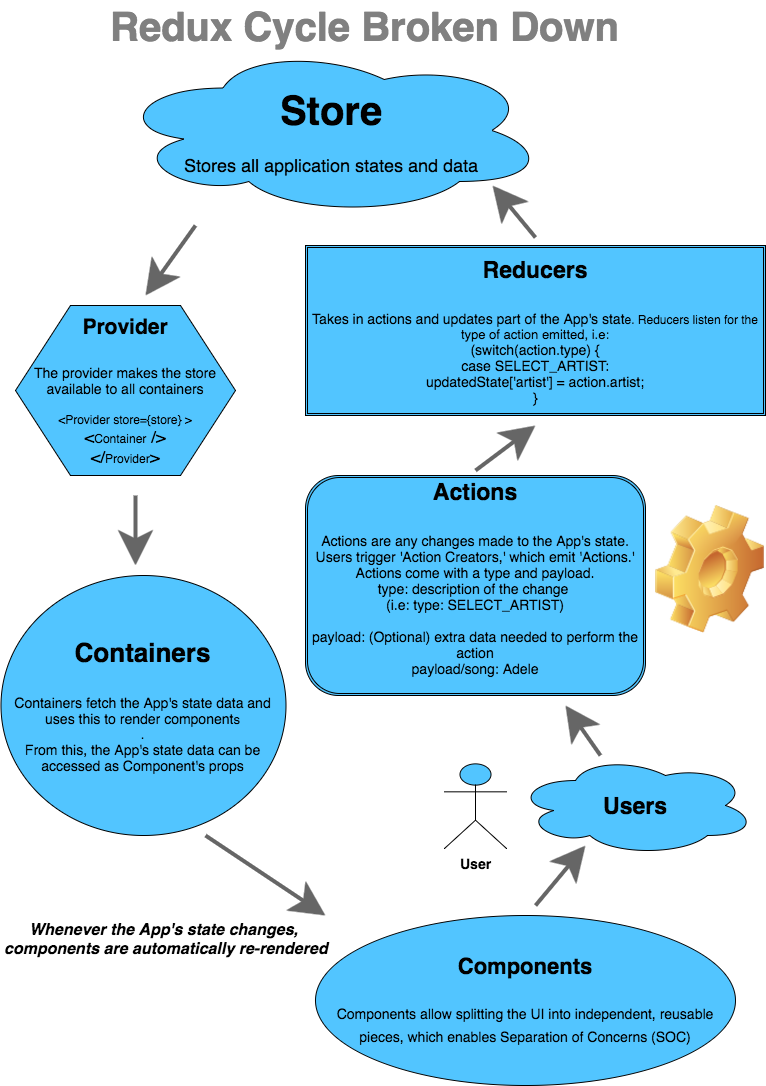 Redux Cycle Broken Down
Store
Stores all application states and data
Provider
The provider makes the store
available to all containers
<Provider store={store} >
<Container />
</Provider>
Containers
Containers fetch the App's state data and
uses this to render components
.
From this, the App's state data can be
accessed as Component's props
Whenever the App's state changes,
components are automatically re-rendered
Components
Components allow splitting the UI into independent, reusable
pieces, which enables Separation of Concerns (SOC)
User
Users
Actions
Actions are any changes made to the App's state.
Users trigger 'Action Creators,' which emit 'Actions.'
Actions come with a type and payload.
type: description of the change
(i.e: type: SELECT_ARTIST)
payload: (Optional) extra data needed to perform the
action
payload/song: Adele
Reducers
Takes in actions and updates part of the App's state. Reducers listen for the
type of action emitted, i.e:
(switch(action.type) {
case SELECT_ARTIST:
updatedState['artist'] = action.artist;
}